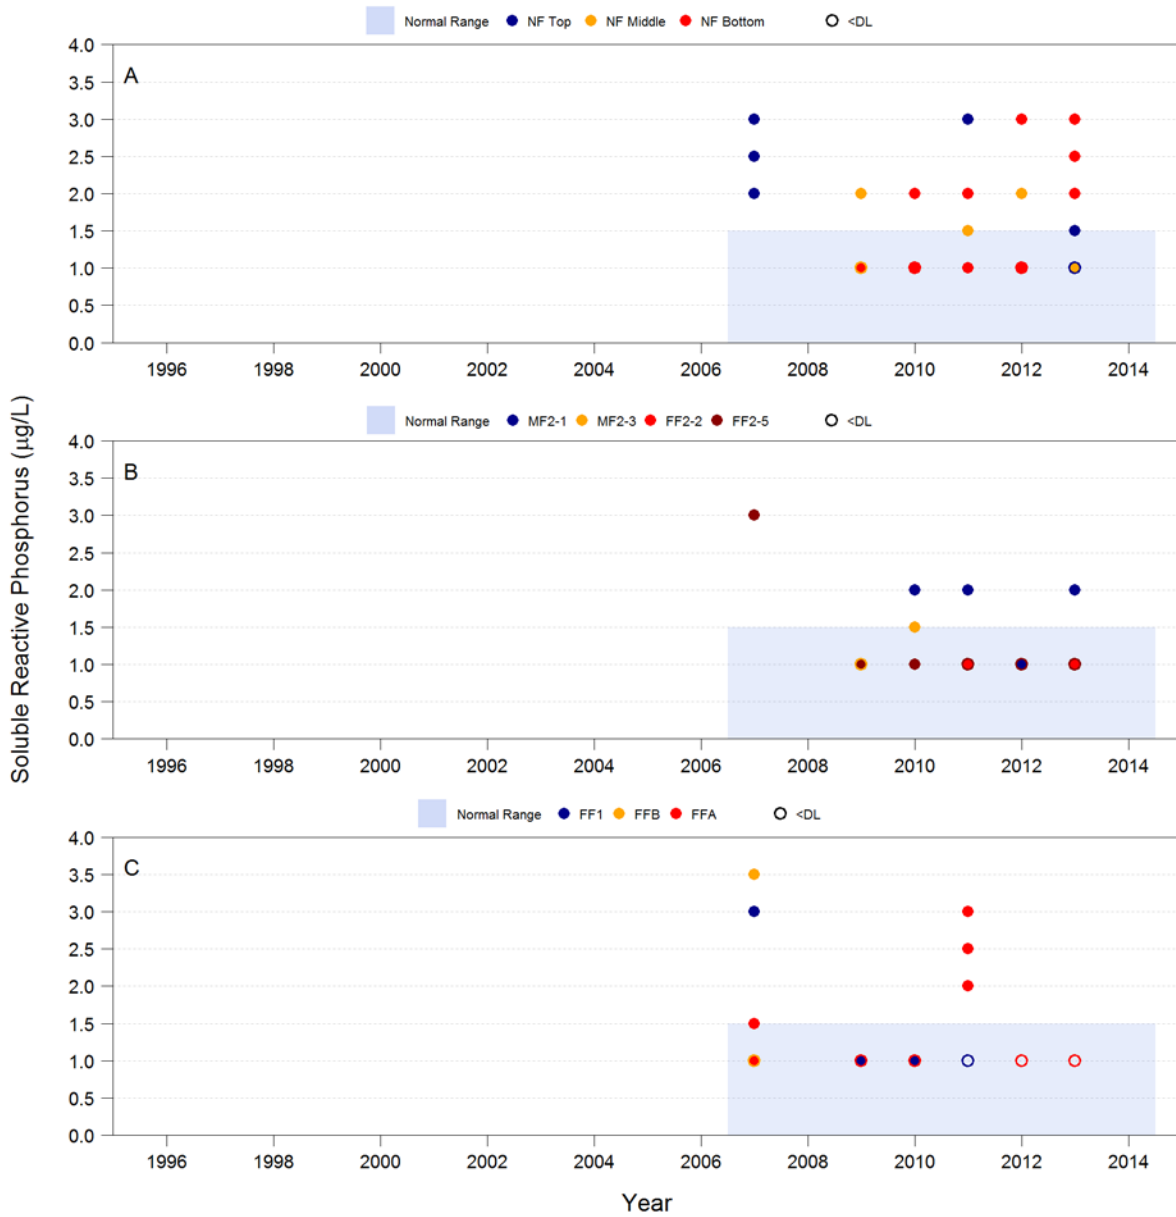 Normal Range NF Top NF Middle NF Bottom <DL
4.0
A
3.5
3.0
2.5
2.0
1.5
1.0
0.5
0.0
1996 1998 2000 2002 2004 2006 2008 2010 2012 2014
Normal Range MF2-1 MF2-3 FF2-2 FF2-5 <DL
4.0
B
3.5
3.0
2.5
2.0
1.5
1.0
0.5
0.0
1996 1998 2000 2002 2004 2006 2008 2010 2012 2014
Soluble Reactive Phosphorus (µg/L)
Normal Range FF1 FFB FFA <DL
4.0
C
3.5
3.0
2.5
2.0
1.5
1.0
0.5
0.0
1996 1998 2000 2002 2004 2006 2008 2010 2012 2014
Year